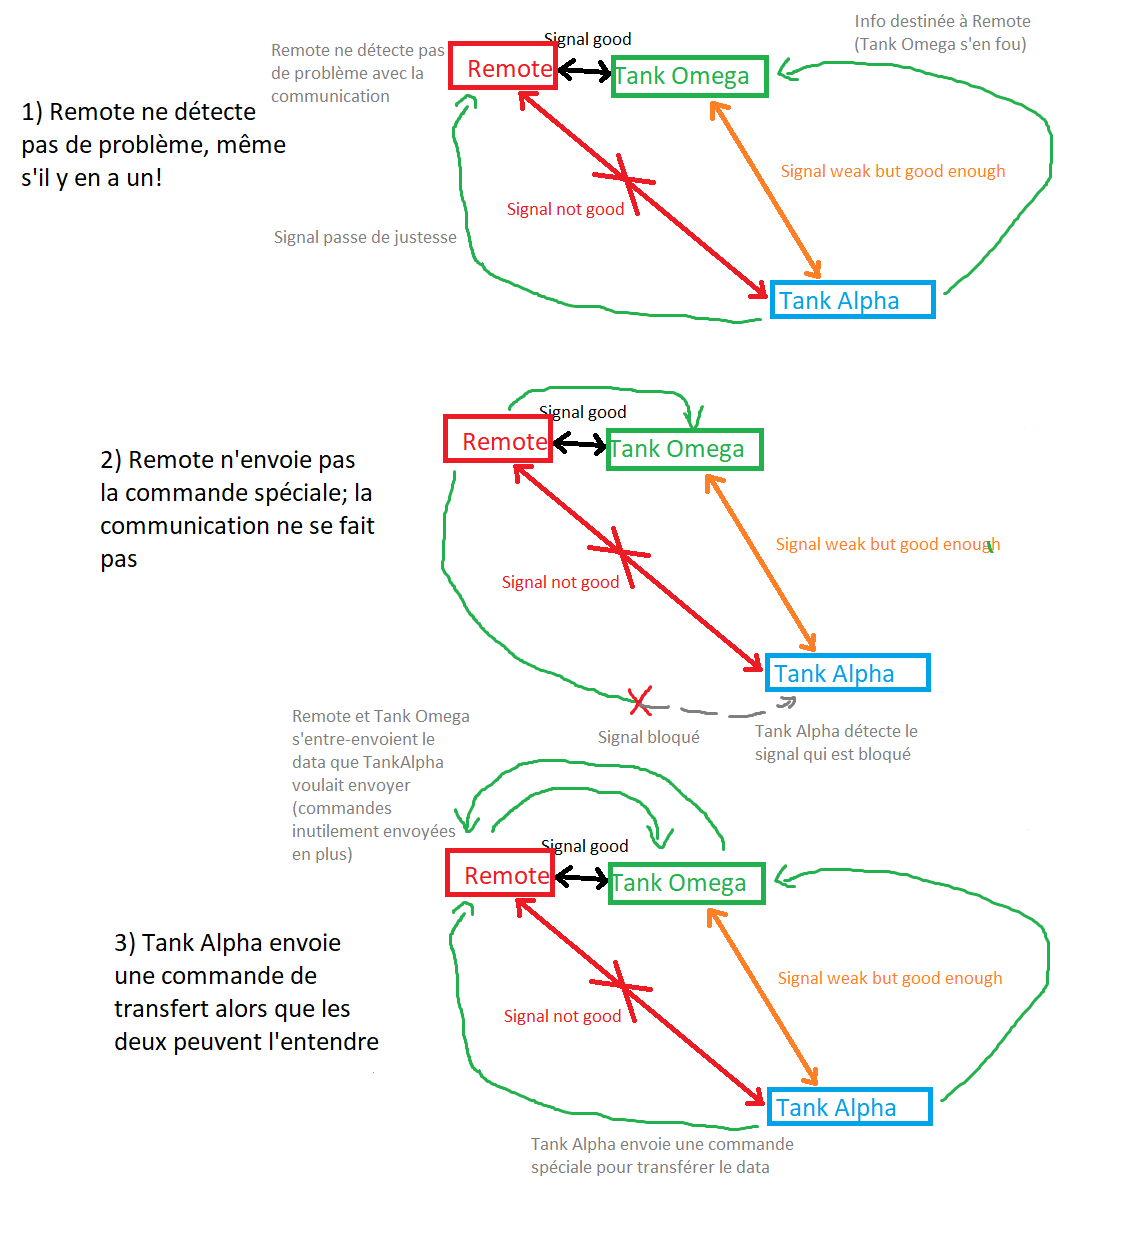 Info destinée à Remote
(Tank Omega s'en fou)
Signal good
Remote ne détecte pas
de problème avec la
communication
Remote
Tank Omega
1) Remote ne détecte
pas de problème, même
s'il y en a un!
Signal weak but good enough
Signal not good
Signal passe de justesse
Tank Alpha
Signal good
Remote
Tank Omega
2) Remote n'envoie pas
la commande spéciale; la
communication ne se fait
pas
Signal weak but good enough
Signal not good
Tank Alpha
Signal bloqué
Tank Alpha détecte le
signal qui est bloqué
Remote et Tank Omega
s'entre-envoient le
data que TankAlpha
voulait envoyer
(commandes
inutilement envoyées
en plus)
Signal good
Remote
Tank Omega
3) Tank Alpha envoie
une commande de
transfert alors que les
deux peuvent l'entendre
Signal weak but good enough
Signal not good
Tank Alpha
Tank Alpha envoie une commande
spéciale pour transférer le data